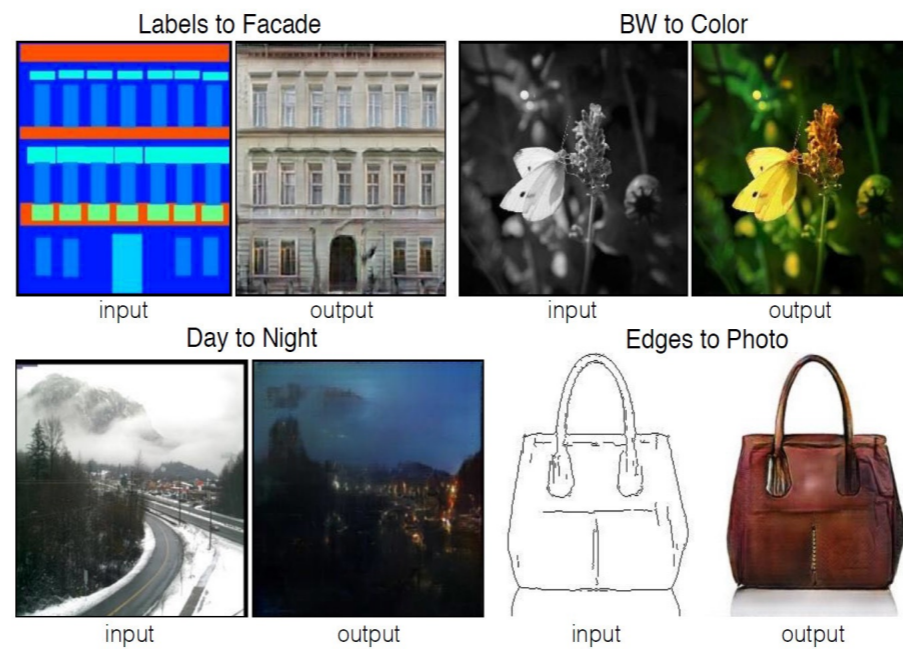 Labels to Facade
BW to Color
input
output
input
output
Day to Night
Edges to Photo
input
output
input
output